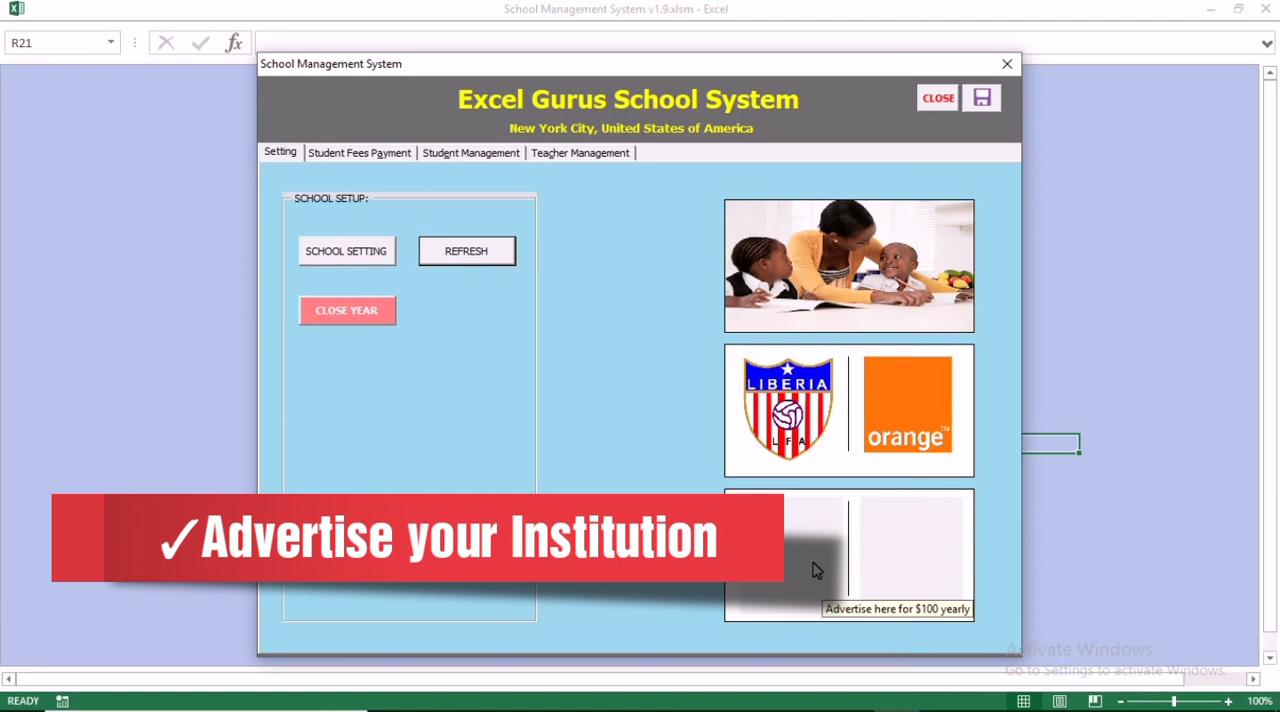 School Management System v1.9.xlsm - Excel
R21
fx
School Management System
Excel Gurus School System
CLOSE
New York City, United States of America
Setting
Student Fees Payment
Student Management
Teacher Management
SCHOOL SETUP:
SCHOOL SETTING
REFRESH
CLOSE YEAR
LIBERIA
LFA
orange™
✓Advertise your Institution
Advertise here for $100 yearly
Activate Windows
Go to Settings to activate Windows.
READY
100%